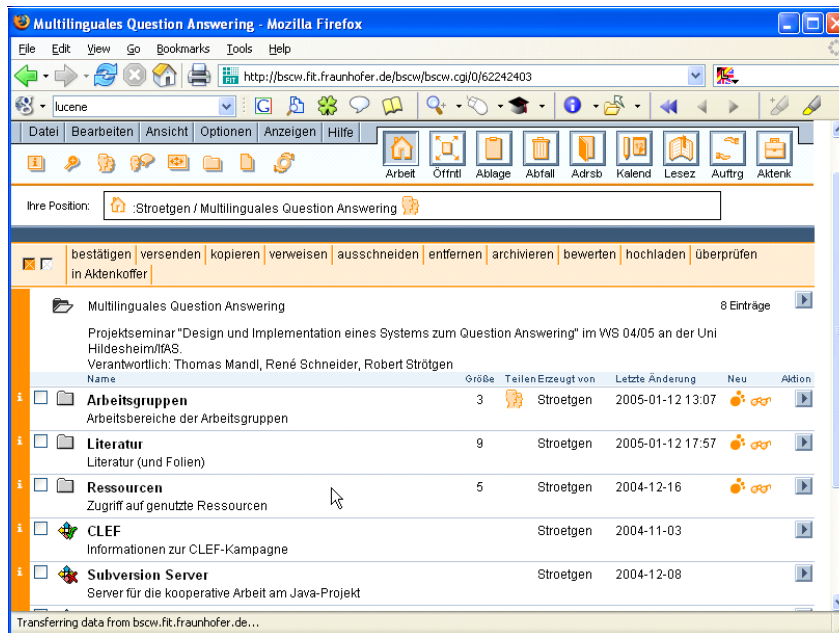 Multilinguales Question Answering - Mozilla Firefox
File Edit View Go Bookmarks Tools Help
FIT http://bscw.fit.fraunhofer.de/bscw/bscw.cgi/0/62242403
lucene
Datei Bearbeiten Ansicht Optionen Anzeigen Hilfe
Arbeit Öffntl Ablage Abfall Adrsb Kalend Lesez Auftrg Aktenk
Ihre Position: :Stroetgen / Multilinguales Question Answering
bestätigen versenden kopieren verweisen ausschneiden entfernen archivieren bewerten hochladen überprüfen
in Aktenkoffer
Multilinguales Question Answering 8 Einträge
Projektseminar "Design und Implementation eines Systems zum Question Answering" im WS 04/05 an der Uni
Hildesheim/IfAS.
Verantwortlich: Thomas Mandl, René Schneider, Robert Strötgen
Name Größe Teilen Erzeugt von Letzte Änderung Neu Aktion
Arbeitsgruppen 3 Stroetgen 2005-01-12 13:07
Arbeitsbereiche der Arbeitsgruppen
Literatur 9 Stroetgen 2005-01-12 17:57
Literatur (und Folien)
Ressourcen 5 Stroetgen 2004-12-16
Zugriff auf genutzte Ressourcen
CLEF Stroetgen 2004-11-03
Informationen zur CLEF-Kampagne
Subversion Server Stroetgen 2004-12-08
Server für die kooperative Arbeit am Java-Projekt
Transferring data from bscw.fit.fraunhofer.de...